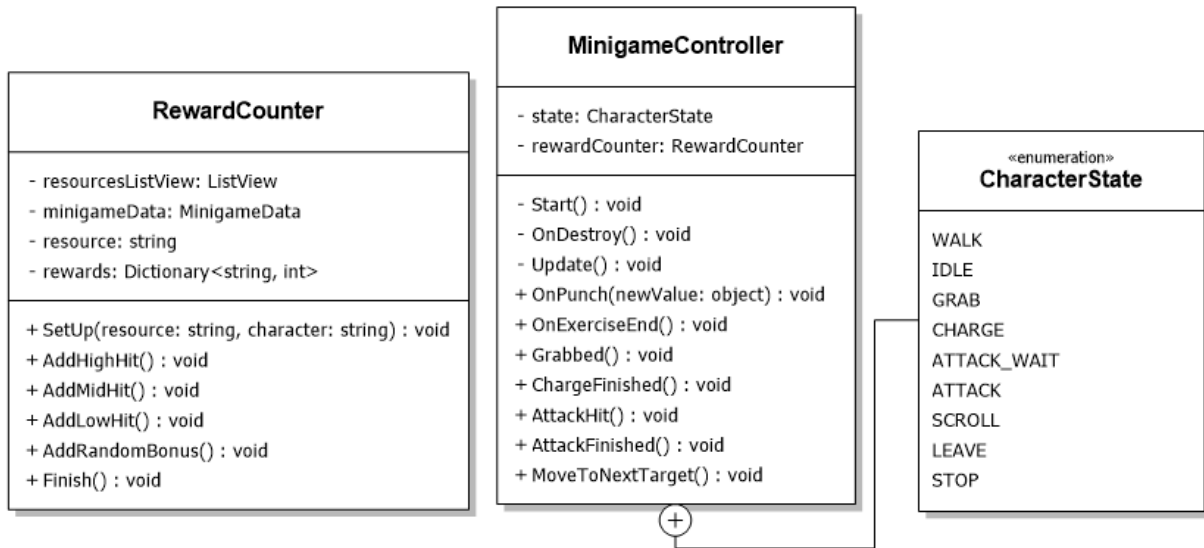 RewardCounter
- resourcesListView: ListView
- minigameData: MinigameData
- resource: string
- rewards: Dictionary<string, int>
+ SetUp(resource: string, character: string) : void
+ AddHighHit() : void
+ AddMidHit() : void
+ AddLowHit() : void
+ AddRandomBonus() : void
+ Finish() : void
MinigameController
- state: CharacterState
- rewardCounter: RewardCounter
- Start() : void
- OnDestroy() : void
- Update() : void
+ OnPunch(newValue: object) : void
+ OnExerciseEnd() : void
+ Grabbed() : void
+ ChargeFinished() : void
+ AttackHit() : void
+ AttackFinished() : void
+ MoveToNextTarget() : void
«enumeration»
CharacterState
WALK
IDLE
GRAB
CHARGE
ATTACK_WAIT
ATTACK
SCROLL
LEAVE
STOP